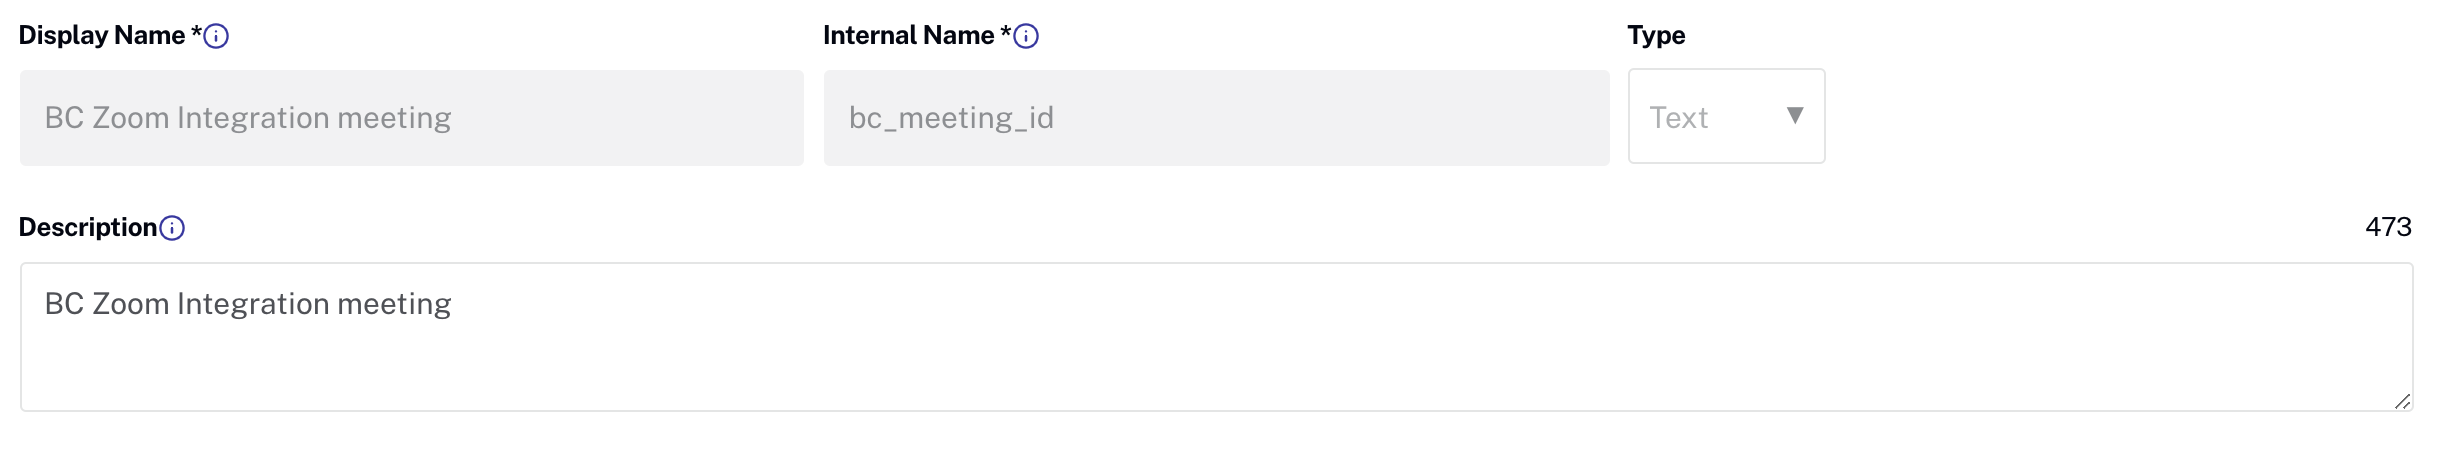 Display Name *
Internal Name *
Type
BC Zoom Integration meeting
bc_meeting_id
Text
Description
473
BC Zoom Integration meeting